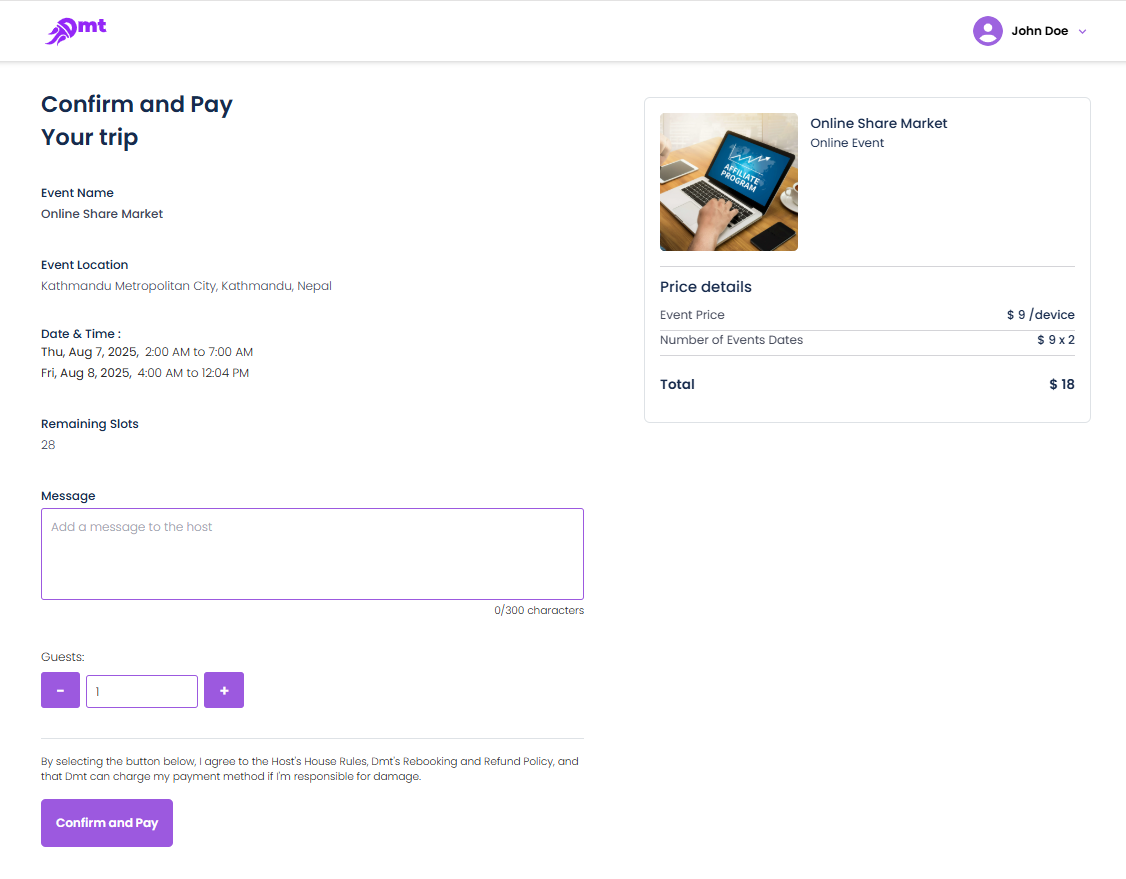 Dmt
John Doe
Confirm and Pay
Your trip
Event Name
Online Share Market
Event Location
Kathmandu Metropolitan City, Kathmandu, Nepal
Date & Time :
Thu, Aug 7, 2025, 2:00 AM to 7:00 AM
Fri, Aug 8, 2025, 4:00 AM to 12:04 PM
Remaining Slots
28
Message
Add a message to the host
0/300 characters
Guests:
- 1 +
By selecting the button below, I agree to the Host's House Rules, Dmt's Rebooking and Refund Policy, and
that Dmt can charge my payment method if I'm responsible for damage.
Confirm and Pay
AFFILIATE
PROGRAM
Online Share Market
Online Event
Price details
Event Price $ 9 /device
Number of Events Dates $ 9 x 2
Total $ 18